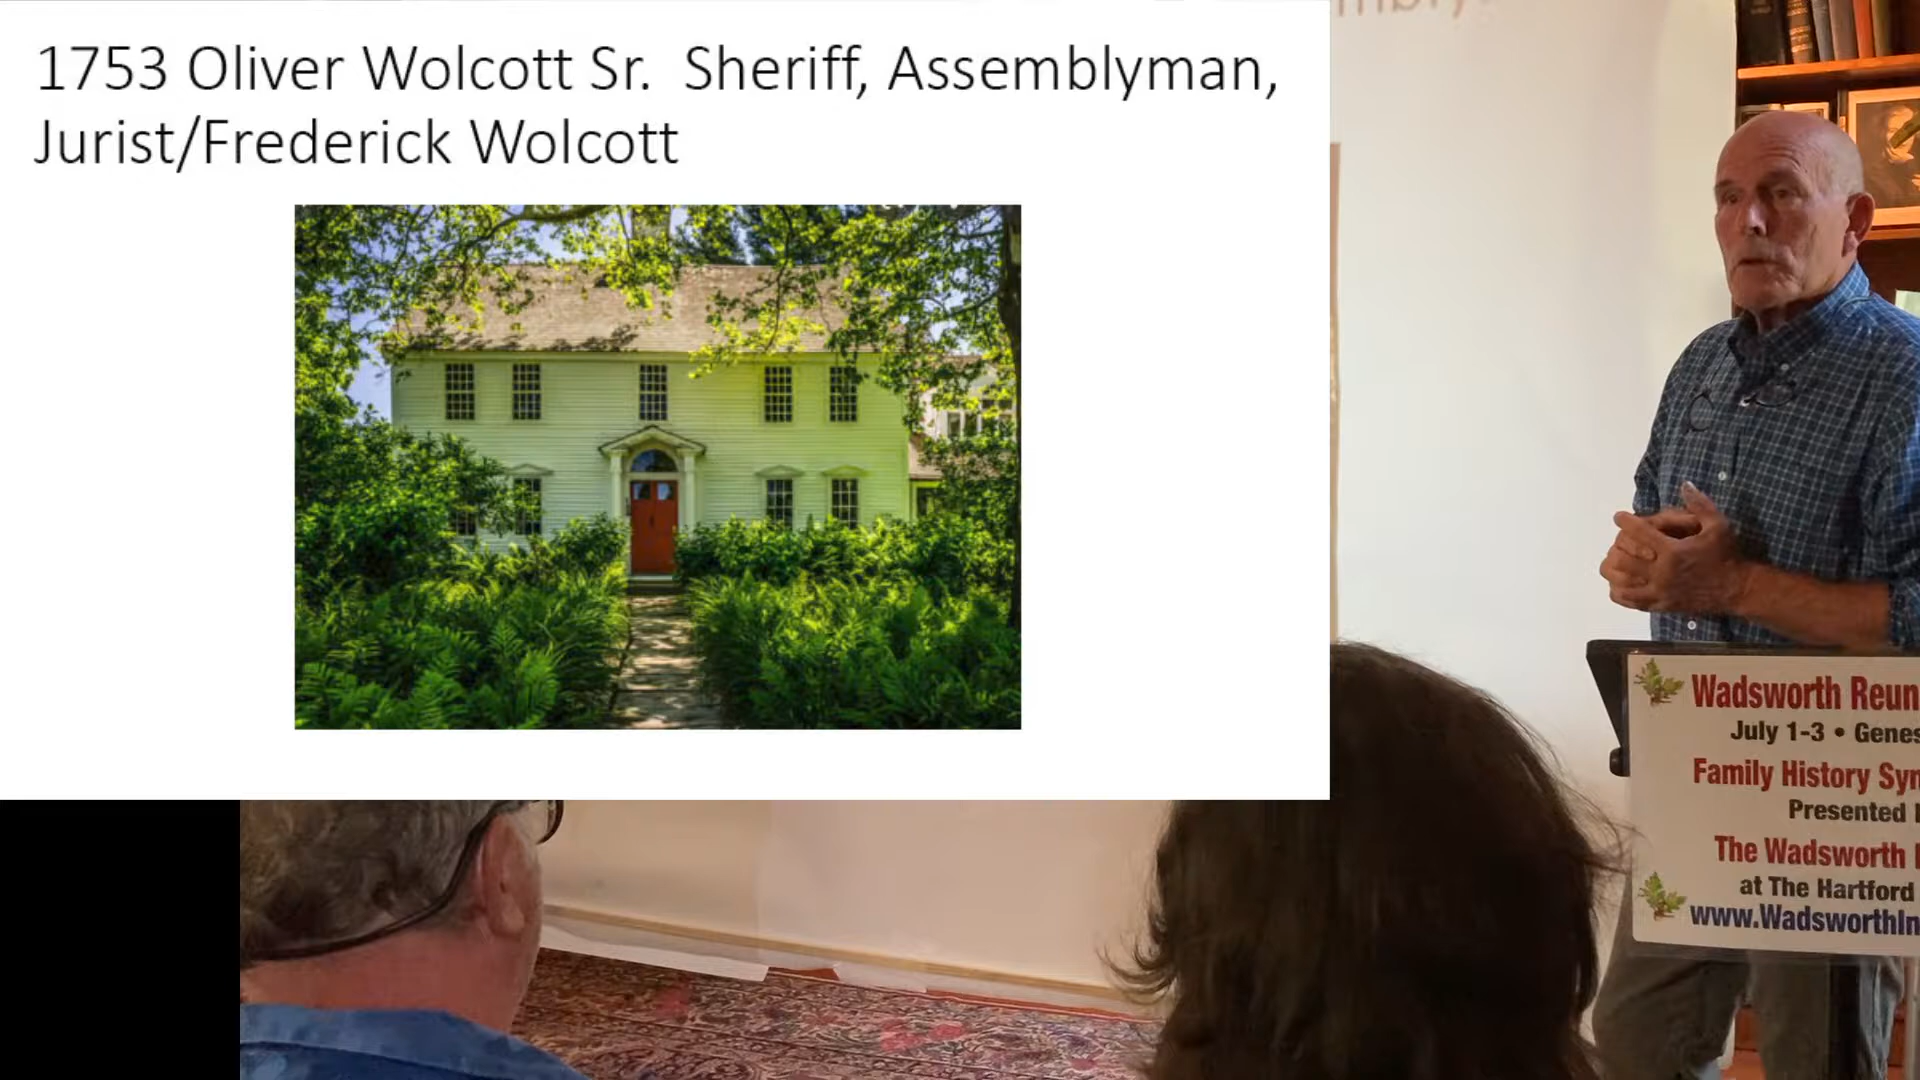 1753 Oliver Wolcott Sr.  Sheriff, Assemblyman,
Jurist/Frederick Wolcott
Wadsworth Reun
July 1-3 • Genes
Family History Sy
Presented
The Wadsworth
at The Hartford
www.WadsworthIn